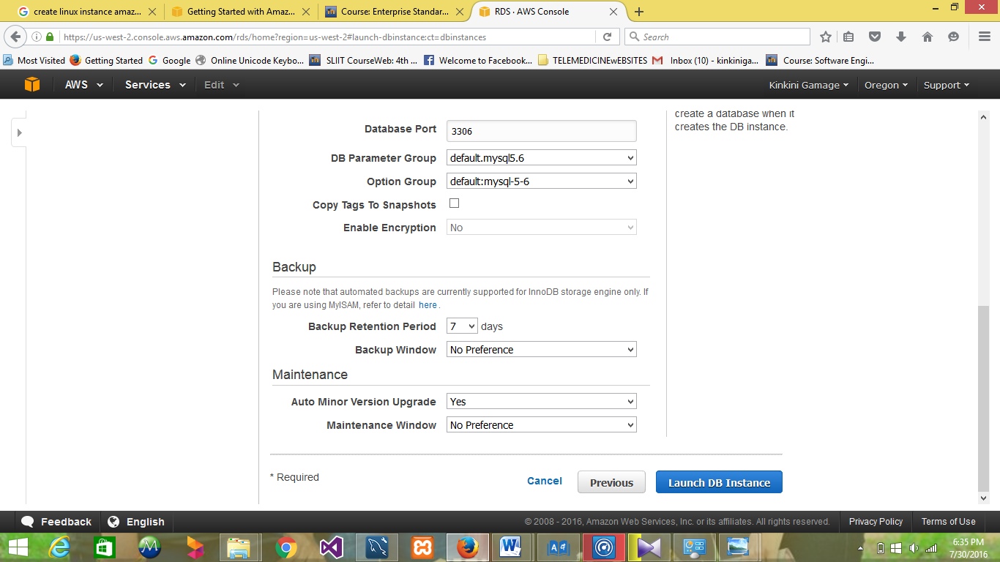 create linux instance amaz...
Getting Started with Amaz...
Course: Enterprise Standar...
RDS · AWS Console
https://us-west-2.console.aws.amazon.com/rds/home?region=us-west-2#launch-dbinstance:ct=dbinstances
Search
Most Visited
Getting Started
Google
Online Unicode Keybo...
SLIIT CourseWeb: 4th ...
Welcome to Facebook...
TELEMEDICINEwEBSITES
Inbox (10) - kinkiniga...
Course: Software Engi...
AWS
Services
Edit
Kinkini Gamage
Oregon
Support
create a database when it
creates the DB instance.
Database Port 3306
DB Parameter Group default.mysql5.6
Option Group default:mysql-5-6
Copy Tags To Snapshots
Enable Encryption No
Backup
Please note that automated backups are currently supported for InnoDB storage engine only. If
you are using MyISAM, refer to detail here .
Backup Retention Period 7 days
Backup Window No Preference
Maintenance
Auto Minor Version Upgrade Yes
Maintenance Window No Preference
* Required
Cancel
Previous
Launch DB Instance
Feedback
English
© 2008 - 2016, Amazon Web Services, Inc. or its affiliates. All rights reserved.
Privacy Policy
Terms of Use
6:35 PM
7/30/2016